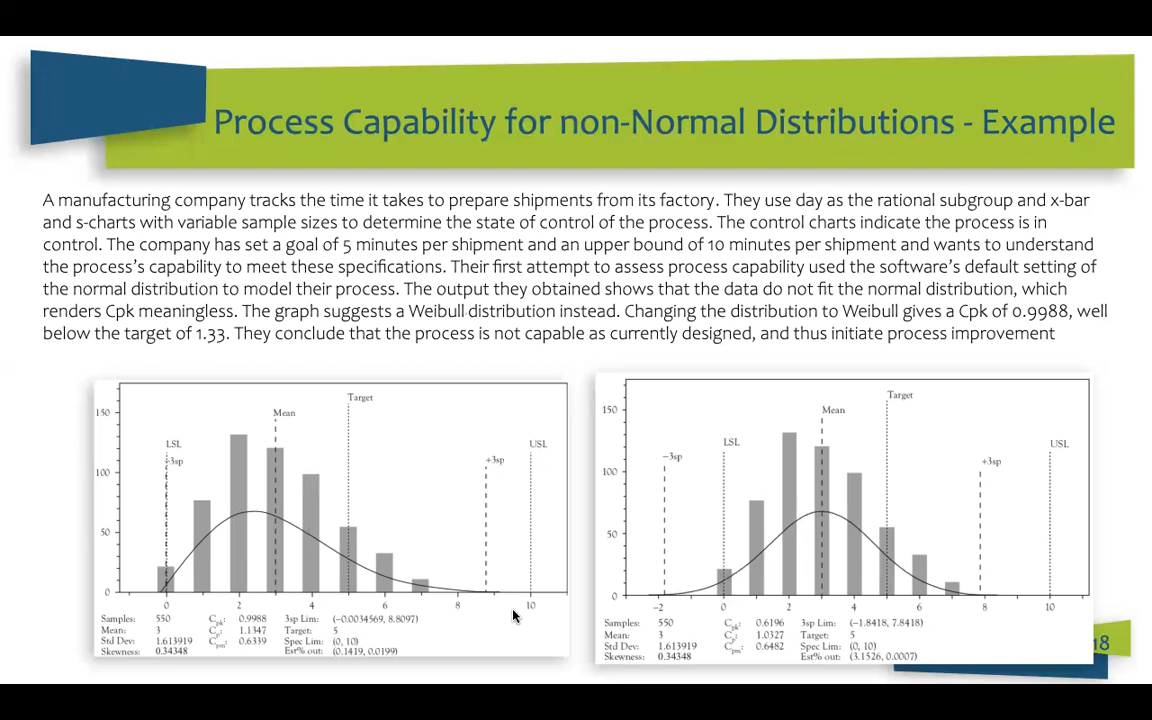 Process Capability for non-Normal Distributions - Example
A manufacturing company tracks the time it takes to prepare shipments from its factory. They use day as the rational subgroup and x-bar
and s-charts with variable sample sizes to determine the state of control of the process. The control charts indicate the process is in
control. The company has set a goal of 5 minutes per shipment and an upper bound of 10 minutes per shipment and wants to understand
the process's capability to meet these specifications. Their first attempt to assess process capability used the software's default setting of
the normal distribution to model their process. The output they obtained shows that the data do not fit the normal distribution, which
renders Cpk meaningless. The graph suggests a Weibull distribution instead. Changing the distribution to Weibull gives a Cpk of 0.9988, well
below the target of 1.33. They conclude that the process is not capable as currently designed, and thus initiate process improvement
Target
Mean
LSL
USL
-3sp
+3sp
150
100
50
0
0 2 4 6 8 10
Samples: 550 Cpk: 0.9988 3sp Lim: (−0.0034569, 8.8097)
Mean: 3 Cp: 1.1347 Target: 5
Std Dev: 1.613919 Cpm: 0.6339 Spec Lim: (0, 10)
Skewness: 0.34348 Est% out: (0.1419, 0.0199)
Target
Mean
LSL
USL
−3sp
+3sp
150
100
50
0
−2 0 2 4 6 8 10
Samples: 550 Cpk: 0.6196 3sp Lim: (−1.8418, 7.8418)
Mean: 3 Cp: 1.0327 Target: 5
Std Dev: 1.613919 Cpm: 0.6482 Spec Lim: (0, 10)
Skewness: 0.34348 Est% out: (3.1526, 0.0007)
18